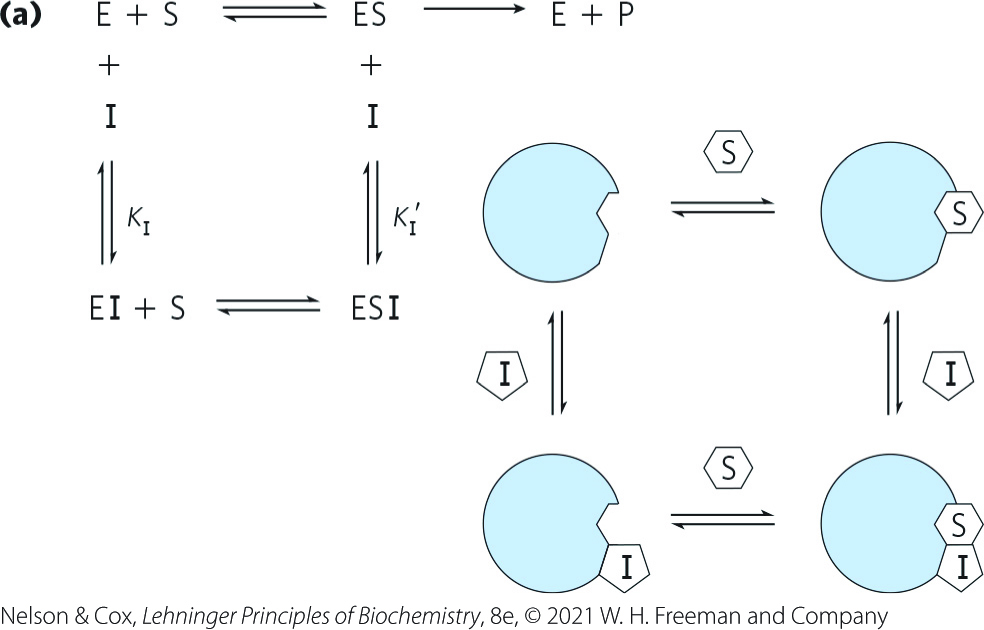 (a) E + S ⇌ ES ⟶ E + P
+ +
I I
K_I K_I′
EI + S ⇌ ESI
S
S
I I
S
S
I I
Nelson & Cox, Lehninger Principles of Biochemistry, 8e, © 2021 W. H. Freeman and Company